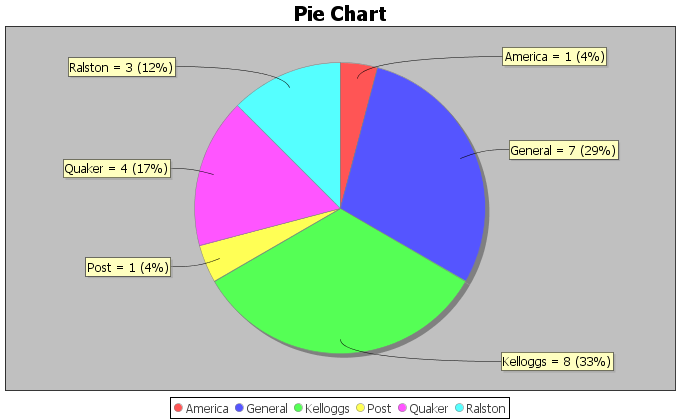 Pie Chart
America = 1 (4%)
Ralston = 3 (12%)
General = 7 (29%)
Quaker = 4 (17%)
Post = 1 (4%)
Kelloggs = 8 (33%)
America General Kelloggs Post Quaker Ralston